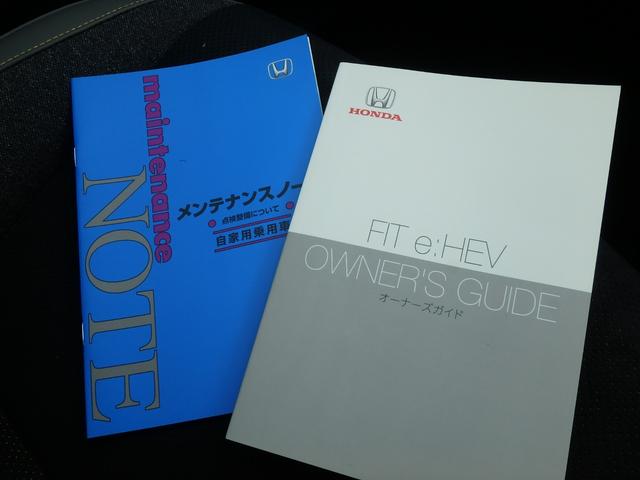 maintenance
NOTE
メンテナンスノー
点検整備について
自家用乗用車
HONDA
FIT e:HEV
OWNER'S GUIDE
オーナーズガイド